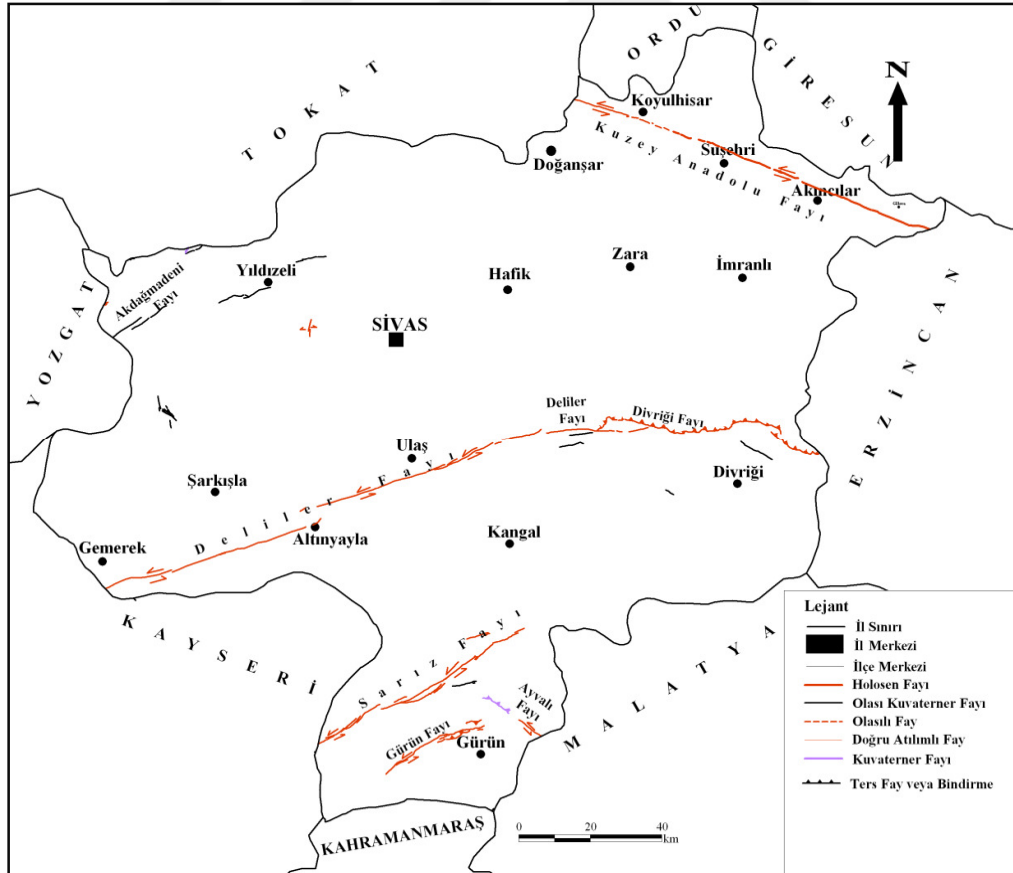 ORDU
GİRESUN
TOKAT
N
Koyulhisar
Kuzey Anadolu Fayı
Suşehri
Doğanşar
Akıncılar
Zara
İmranlı
Yıldızeli
Hafik
Akdağmadeni
Fayı
SİVAS
YOZGAT
ERZİNCAN
Deliler
Fayı
Divriği Fayı
Ulaş
Deliler Fayı
Divriği
Şarkışla
Altınyayla
Kangal
Gemerek
KAYSERİ
Sarız Fayı
MALATYA
Ayvalı
Fayı
Gürün Fayı
Gürün
KAHRAMANMARAŞ
0 20 40
km
Lejant
İl Sınırı
İl Merkezi
İlçe Merkezi
Holosen Fayı
Olası Kuvaterner Fayı
Olasılı Fay
Doğru Atılımlı Fay
Kuvaterner Fayı
Ters Fay veya Bindirme